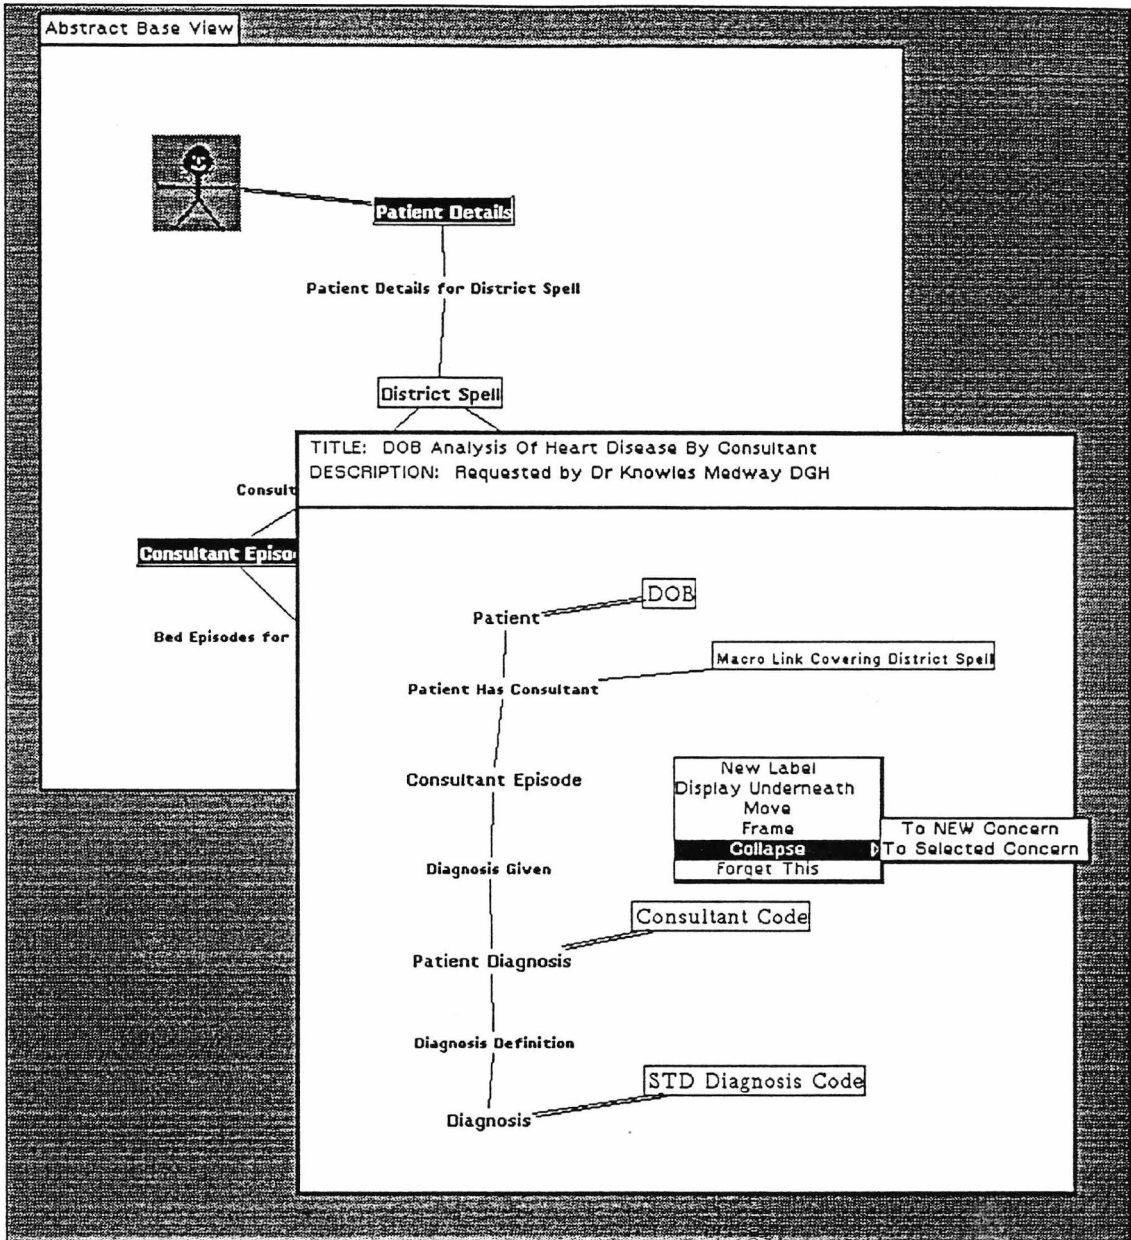 Abstract Base View
Patient Details
Patient Details for District Spell
District Spell
TITLE: DOB Analysis Of Heart Disease By Consultant
DESCRIPTION: Requested by Dr Knowles Medway DGH
Consult
Consultant Episo
Bed Episodes for
DOB
Patient
Macro Link Covering District Spell
Patient Has Consultant
Consultant Episode
New Label
Display Underneath
Move
Frame
Collapse
Forget This
To NEW Concern
To Selected Concern
Diagnosis Given
Consultant Code
Patient Diagnosis
Diagnosis Definition
STD Diagnosis Code
Diagnosis